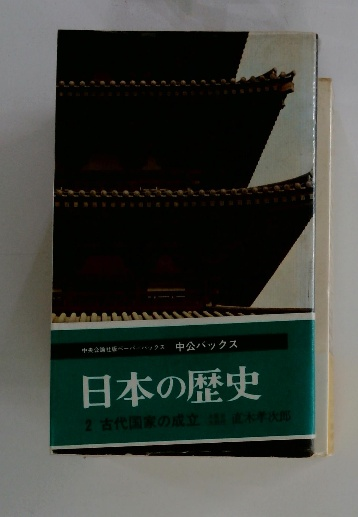 中央公論社版ペーパーバックス 中公バックス
日本の歴史
2 古代国家の成立 直木孝次郎